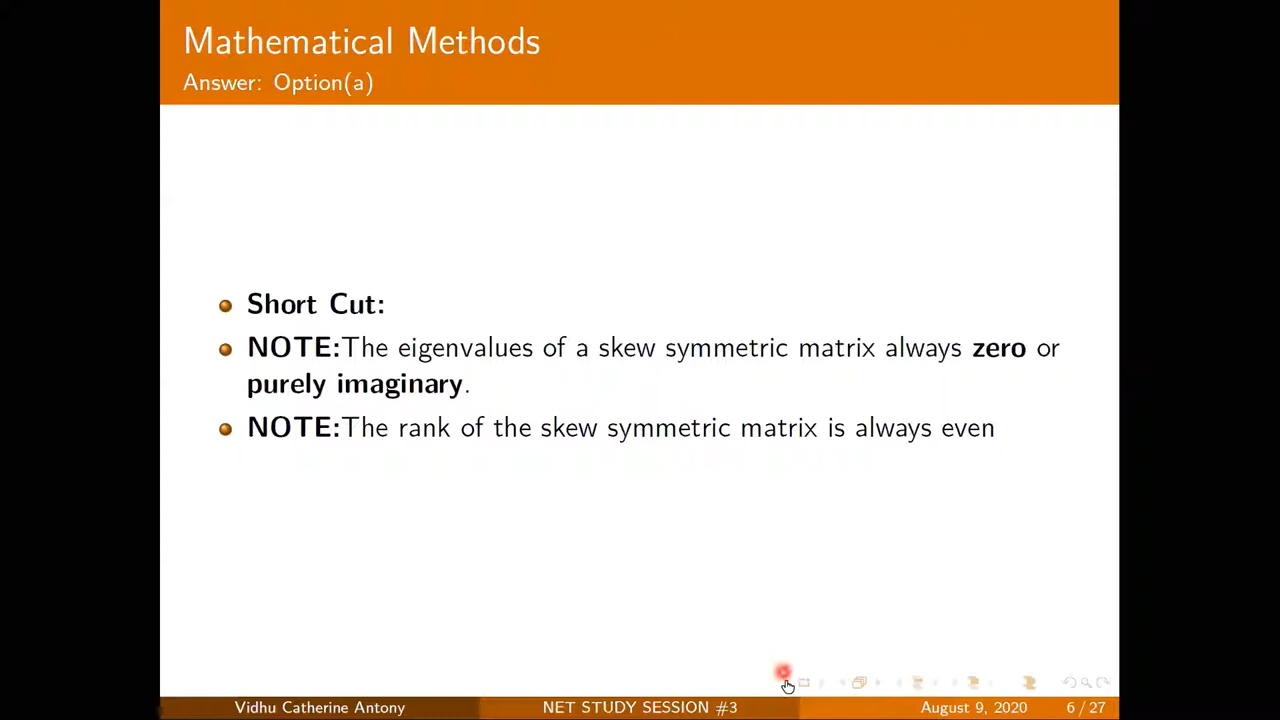 Mathematical Methods
Answer: Option(a)
Short Cut:
NOTE:The eigenvalues of a skew symmetric matrix always zero or
purely imaginary.
NOTE:The rank of the skew symmetric matrix is always even
Vidhu Catherine Antony NET STUDY SESSION #3 August 9, 2020 6 / 27